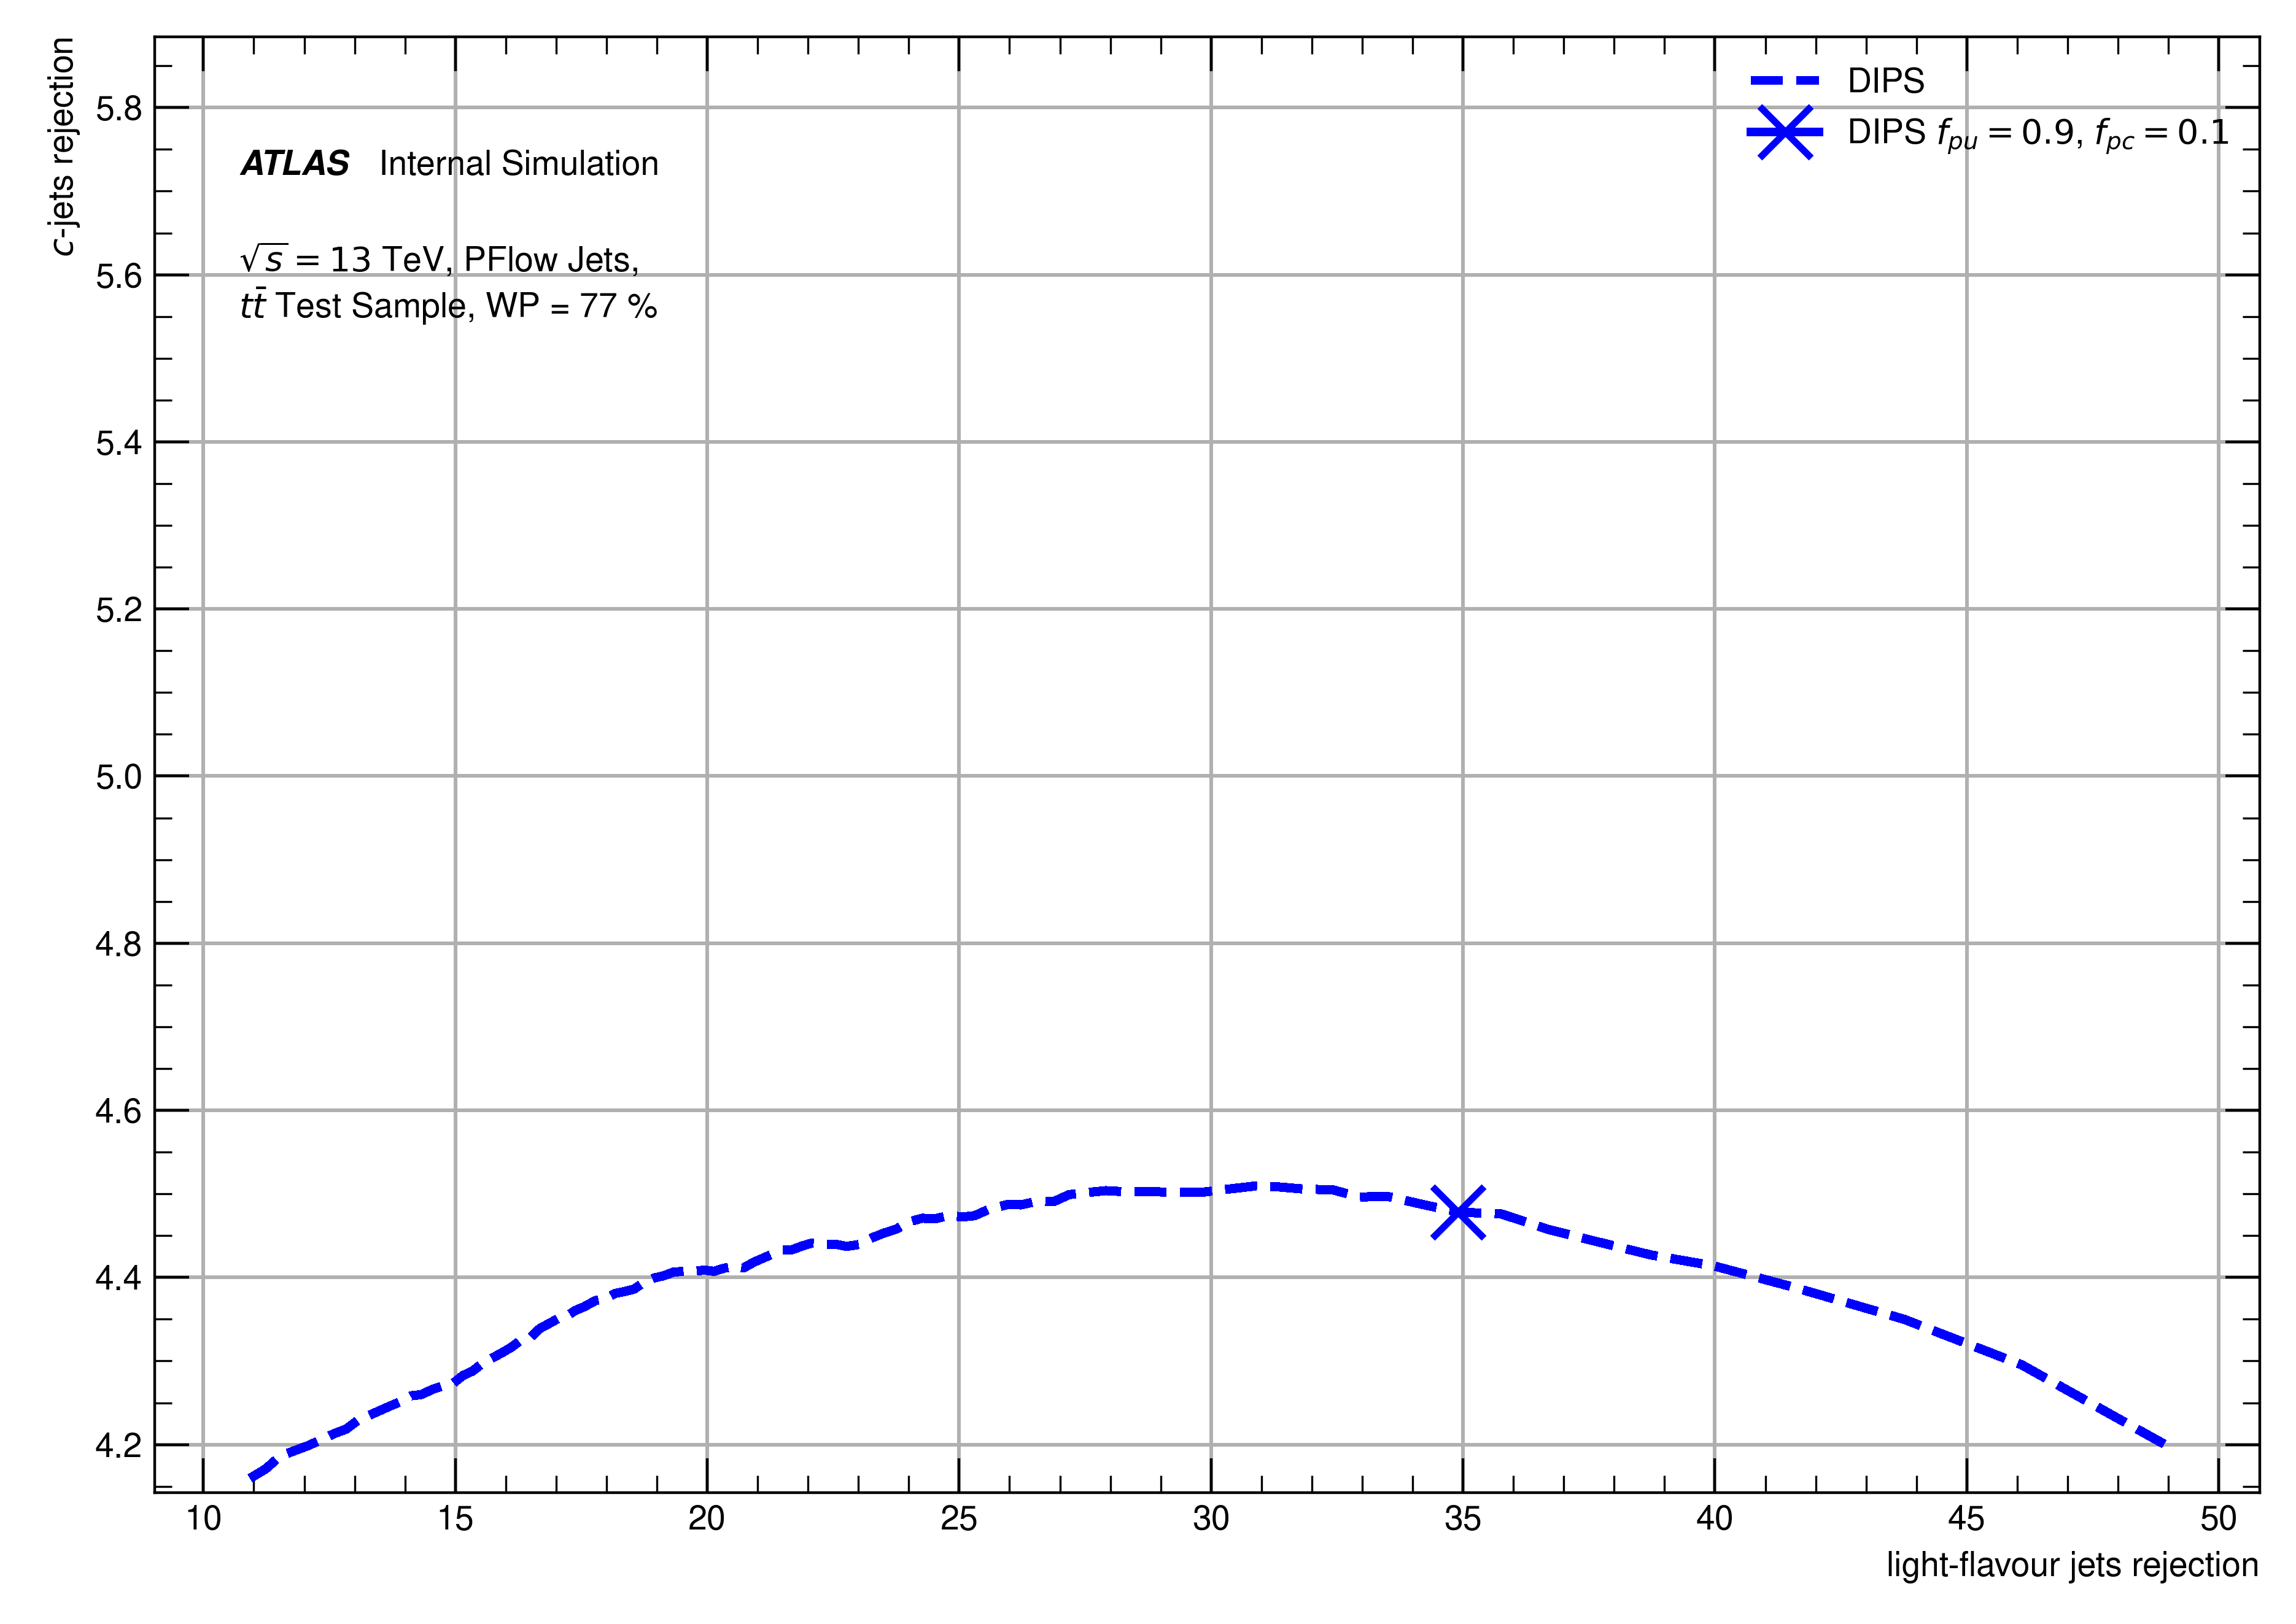 c-jets rejection
5.8
5.6
5.4
5.2
5.0
4.8
4.6
4.4
4.2
ATLAS Internal Simulation
√s = 13 TeV, PFlow Jets,
tt̄ Test Sample, WP = 77 %
DIPS
DIPS f_pu = 0.9, f_pc = 0.1
10 15 20 25 30 35 40 45 50
light-flavour jets rejection